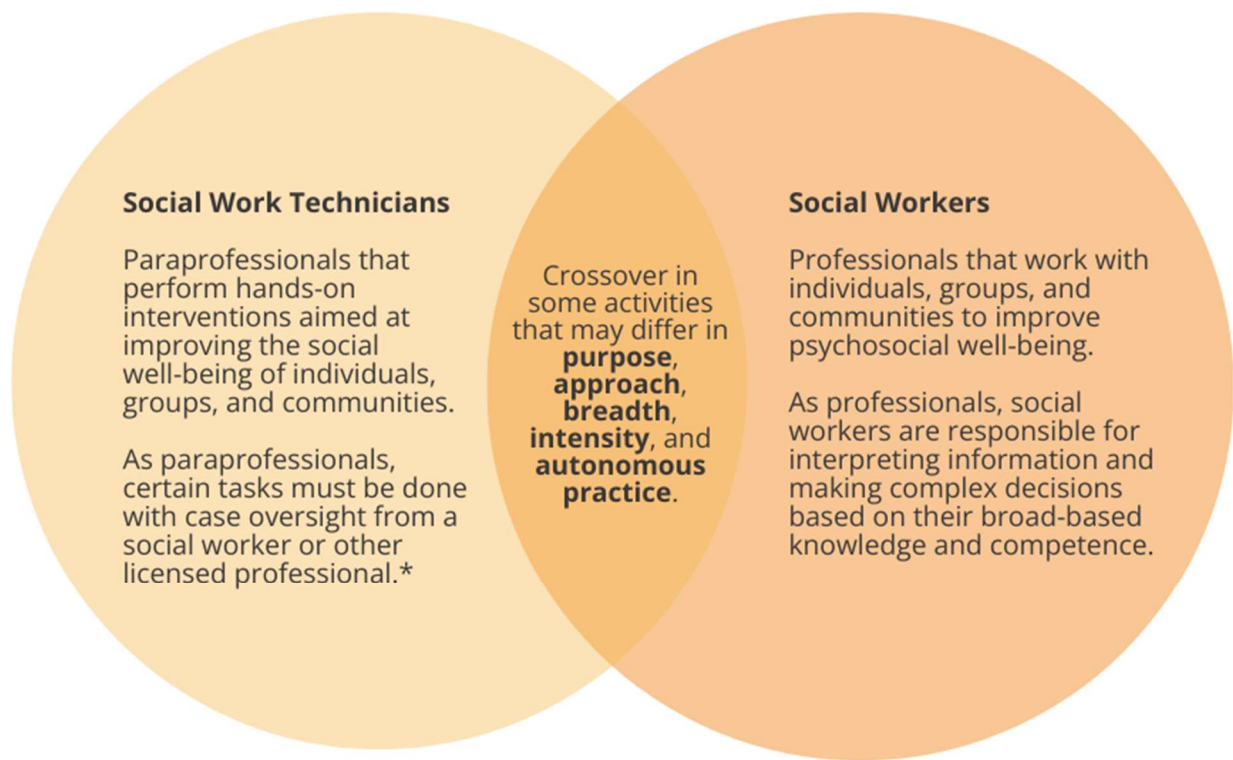 Social Work Technicians
Paraprofessionals that
perform hands-on
interventions aimed at
improving the social
well-being of individuals,
groups, and communities.
As paraprofessionals,
certain tasks must be done
with case oversight from a
social worker or other
licensed professional.*
Crossover in
some activities
that may differ in
purpose,
approach,
breadth,
intensity, and
autonomous
practice.
Social Workers
Professionals that work with
individuals, groups, and
communities to improve
psychosocial well-being.
As professionals, social
workers are responsible for
interpreting information and
making complex decisions
based on their broad-based
knowledge and competence.